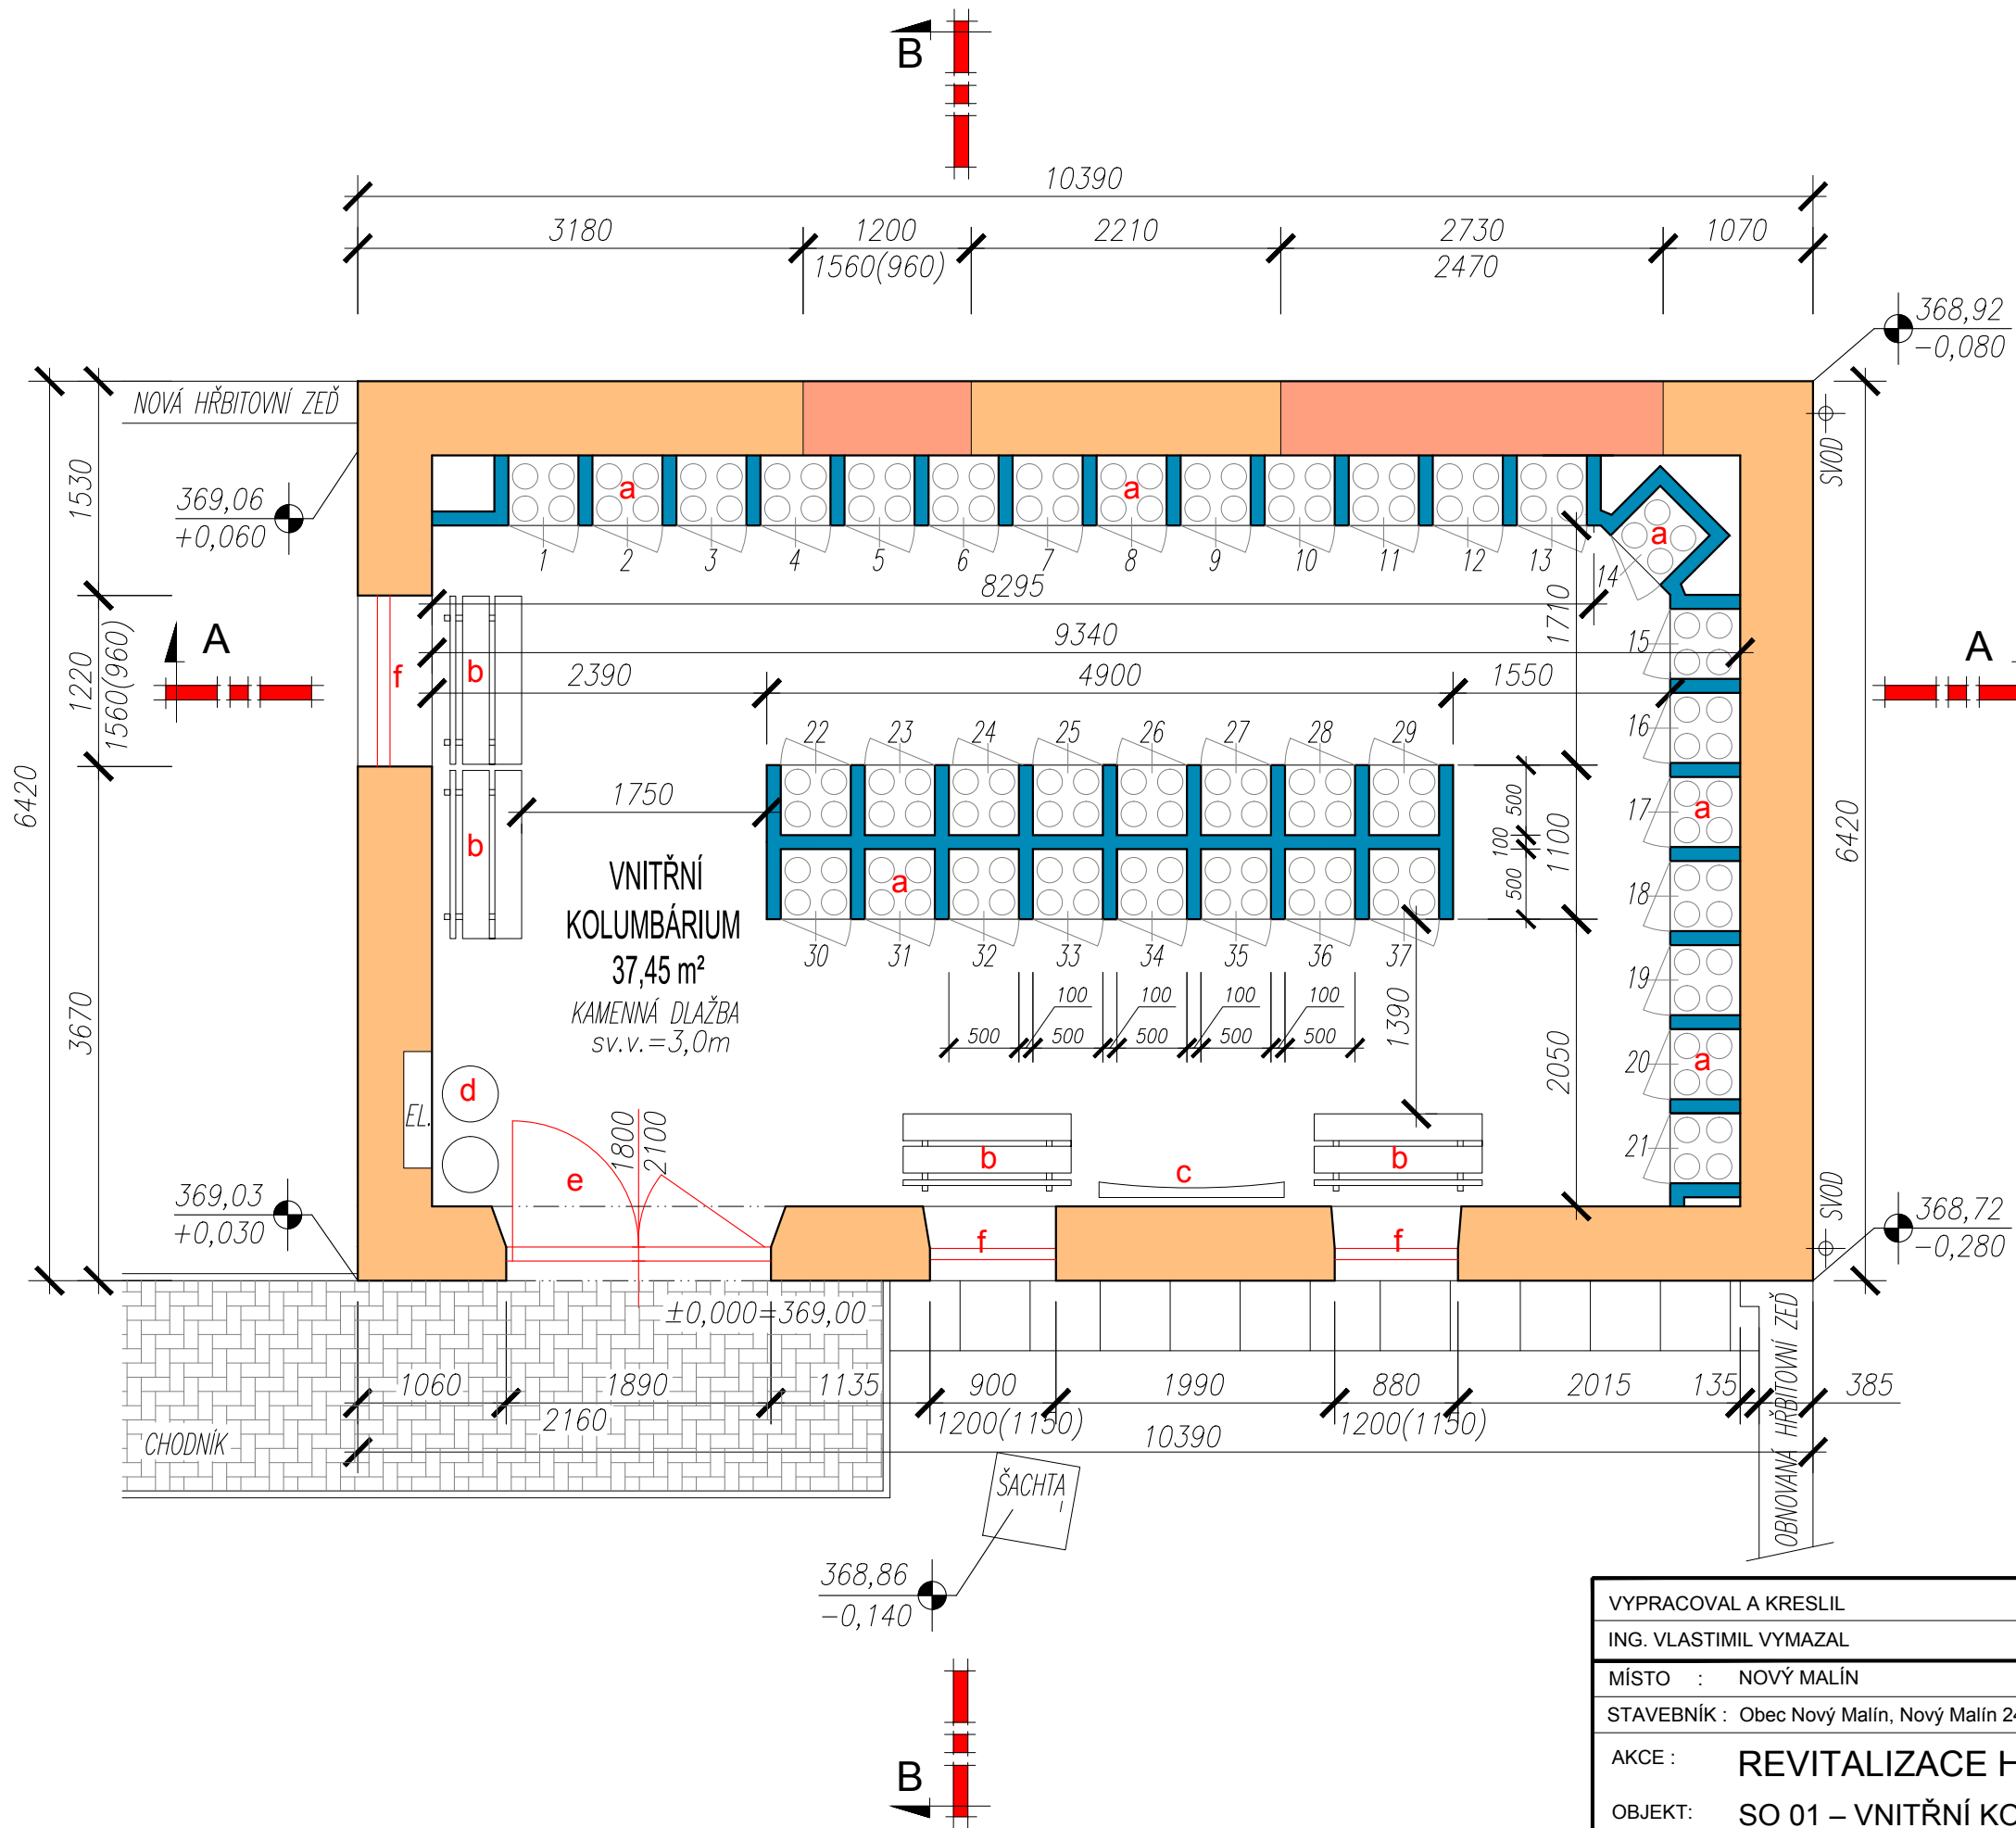 B
10390
3180 1200 2210 2730 1070
1560(960) 2470
368,92
−0,080
NOVÁ HŘBITOVNÍ ZEĎ
SVOD
1530
369,06
+0,060
a a a
1 2 3 4 5 6 7 8 9 10 11 12 13 14
8295
1710
A
9340
15
A
1220
1560(960)
f
b
2390 4900 1550
16
22 23 24 25 26 27 28 29
6420
1750
500
100
500
1100
17 a
6420
b
VNITŘNÍ
KOLUMBÁRIUM
37,45 m²
KAMENNÁ DLAŽBA
sv.v.=3,0m
a
18
30 31 32 33 34 35 36 37
19
100 100 100 100
500 500 500 500 500
1390
3670
2050
20 a
d
EL.
1800
2100
21
e
b c b
369,03
+0,030
SVOD
368,72
−0,280
f f
±0,000=369,00
1060 1890 1135 900 1990 880 2015 135 385
2160 1200(1150) 1200(1150)
10390
CHODNÍK
OBNOVANÁ HŘBITOVNÍ ZEĎ
ŠACHTA
368,86
−0,140
B
VYPRACOVAL A KRESLIL
ING. VLASTIMIL VYMAZAL
MÍSTO : NOVÝ MALÍN
STAVEBNÍK : Obec Nový Malín, Nový Malín 24
AKCE : REVITALIZACE H
OBJEKT: SO 01 – VNITŘNÍ KO